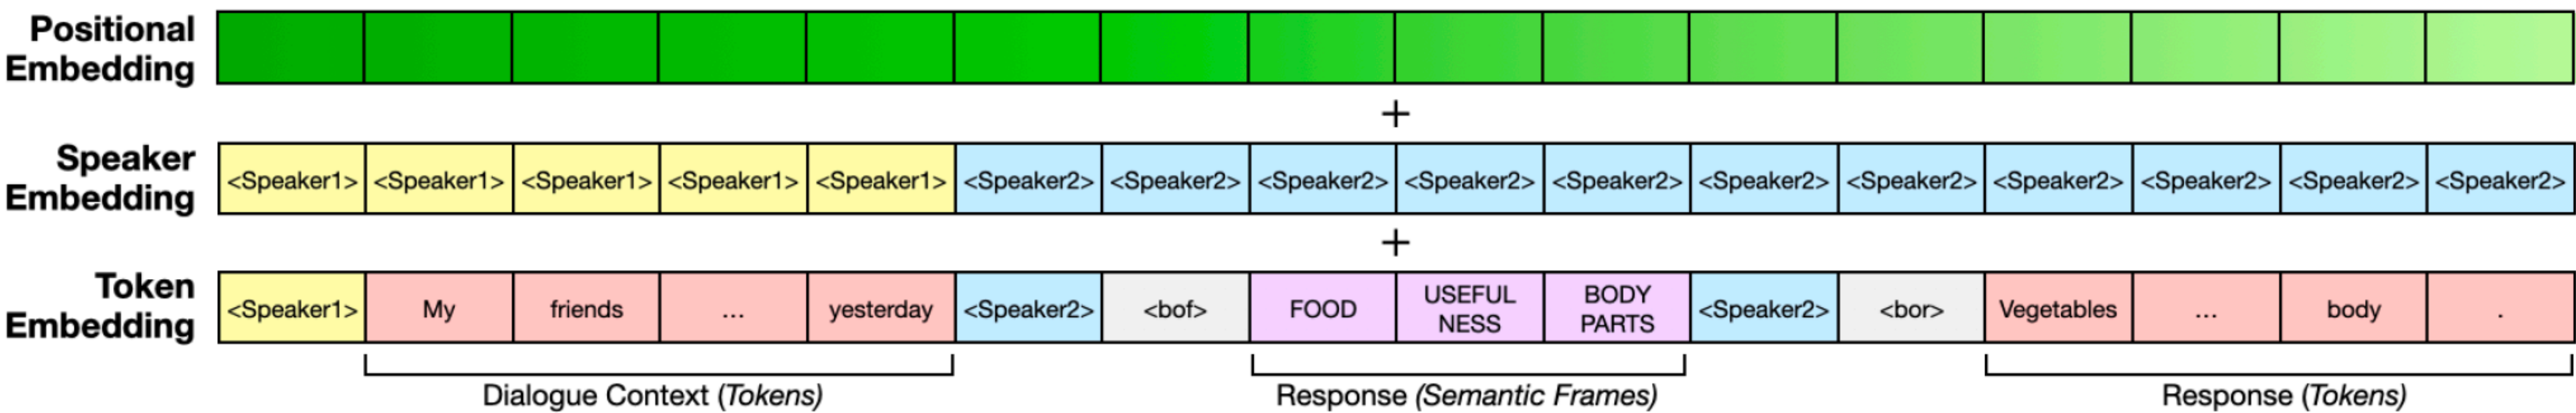 Positional
Embedding
+
Speaker
Embedding
<Speaker1> <Speaker1> <Speaker1> <Speaker1> <Speaker1> <Speaker2> <Speaker2> <Speaker2> <Speaker2> <Speaker2> <Speaker2> <Speaker2> <Speaker2> <Speaker2> <Speaker2> <Speaker2>
+
Token
Embedding
<Speaker1> My friends ... yesterday <Speaker2> <bof> FOOD USEFUL NESS BODY PARTS <Speaker2> <bor> Vegetables ... body .
Dialogue Context (Tokens) Response (Semantic Frames) Response (Tokens)